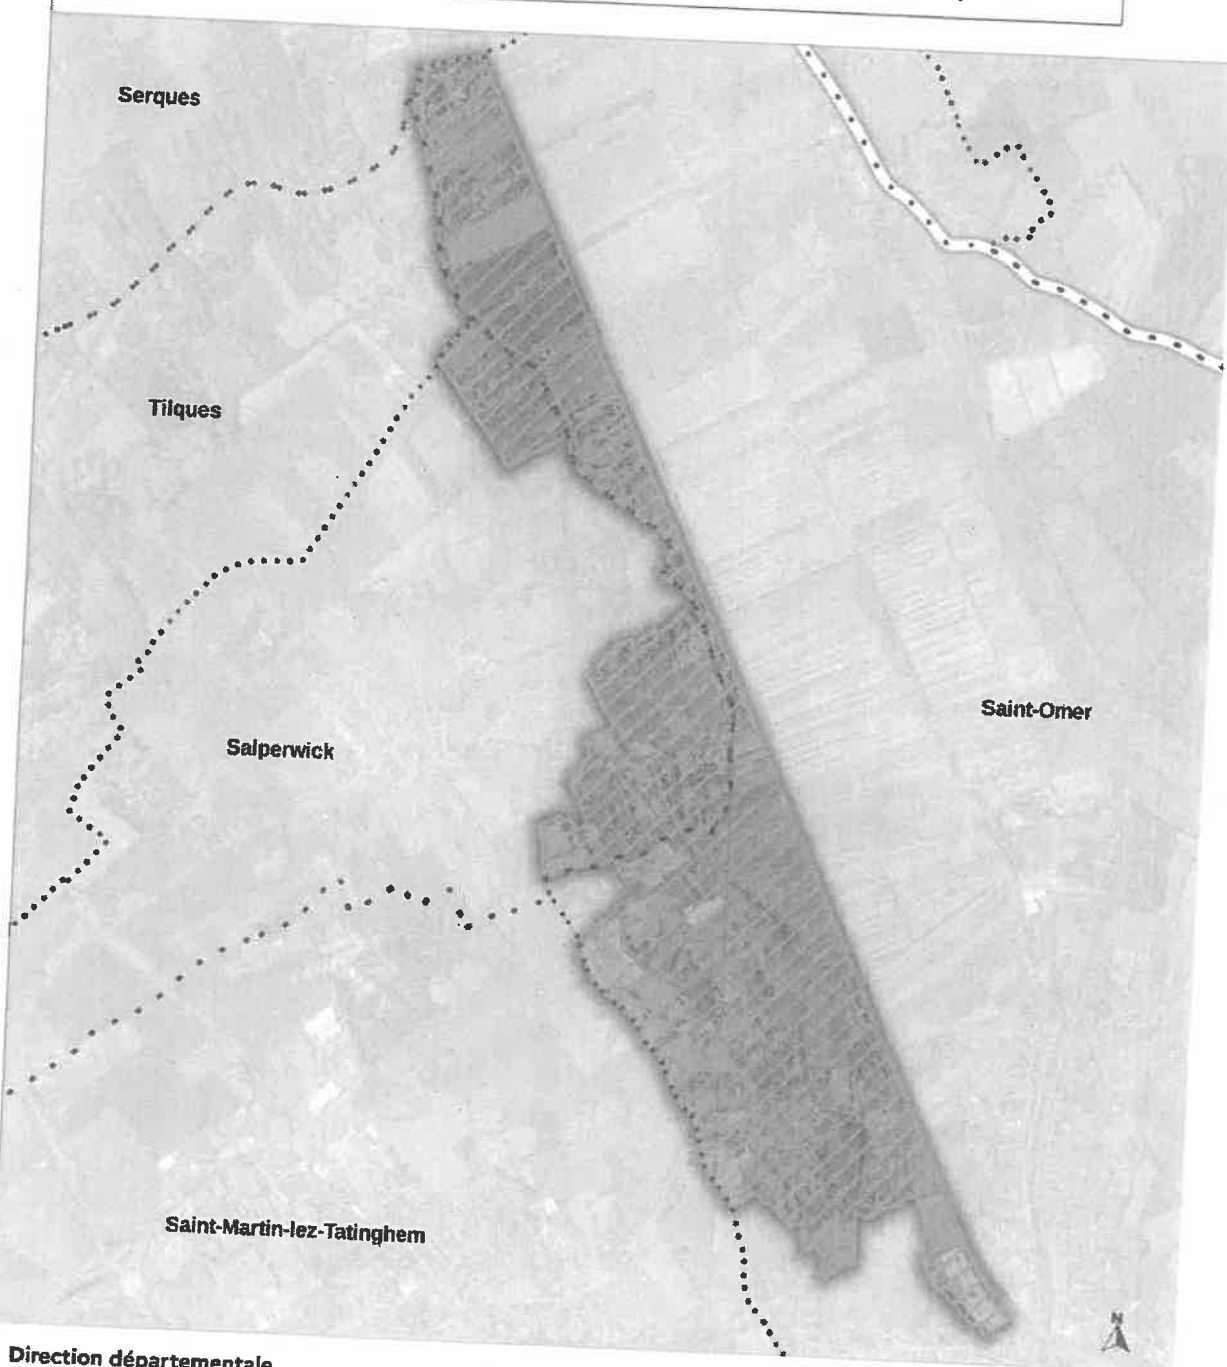 Serques
Tilques
Saint-Omer
Salperwick
Saint-Martin-lez-Tatinghem
N
Direction départementale